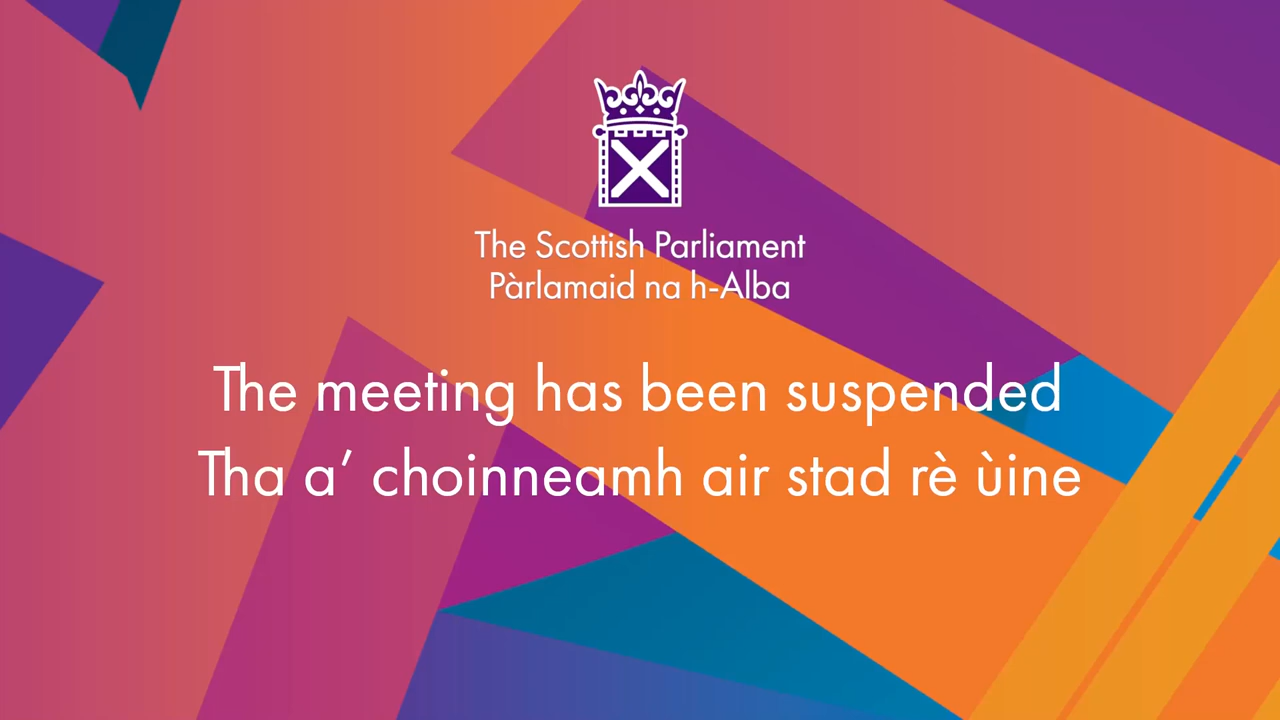 The Scottish Parliament
Pàrlamaid na h-Alba
The meeting has been suspended
Tha a’ choinneamh air stad rè ùine